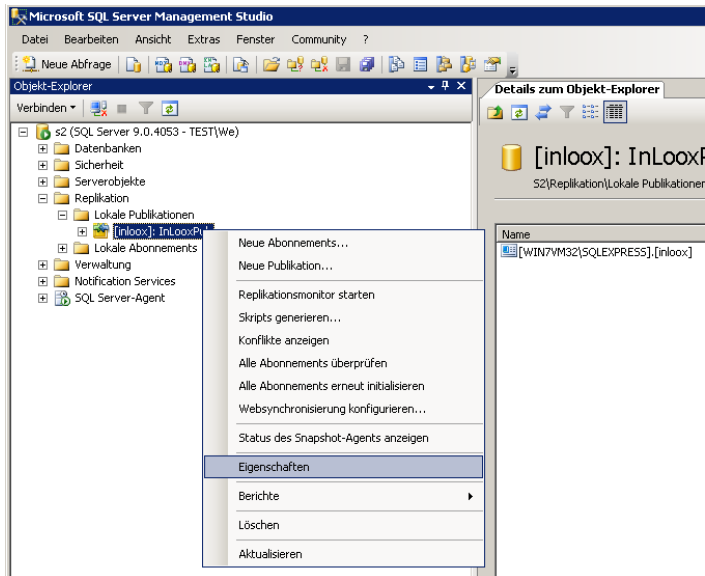 Microsoft SQL Server Management Studio
Datei Bearbeiten Ansicht Extras Fenster Community ?
Neue Abfrage
Objekt-Explorer
Verbinden
s2 (SQL Server 9.0.4053 - TEST\We)
Datenbanken
Sicherheit
Serverobjekte
Replikation
Lokale Publikationen
[inloox]: InLooxPub
Lokale Abonnements
Verwaltung
Notification Services
SQL Server-Agent
Neue Abonnements...
Neue Publikation...
Replikationsmonitor starten
Skripts generieren...
Konflikte anzeigen
Alle Abonnements überprüfen
Alle Abonnements erneut initialisieren
Websynchronisierung konfigurieren...
Status des Snapshot-Agents anzeigen
Eigenschaften
Berichte
Löschen
Aktualisieren
Details zum Objekt-Explorer
[inloox]: InLooxP
S2\Replikation\Lokale Publikationen
Name
[WIN7VM32\SQLEXPRESS].[inloox]